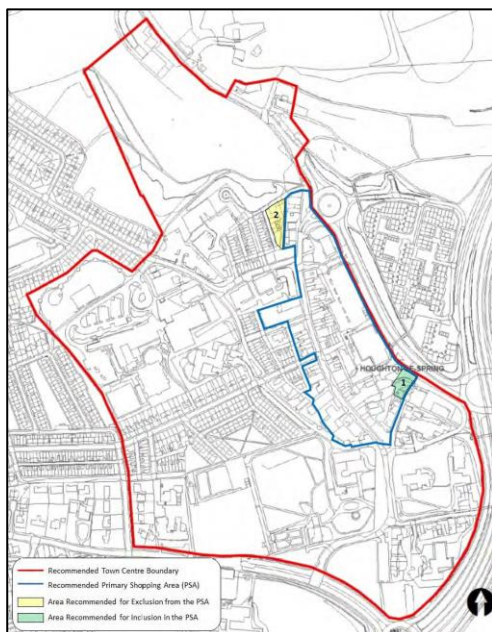 2
HOUGHTON-LE-SPRING
1
Recommended Town Centre Boundary
Recommended Primary Shopping Area (PSA)
Area Recommended for Exclusion from the PSA
Area Recommended for Inclusion in the PSA